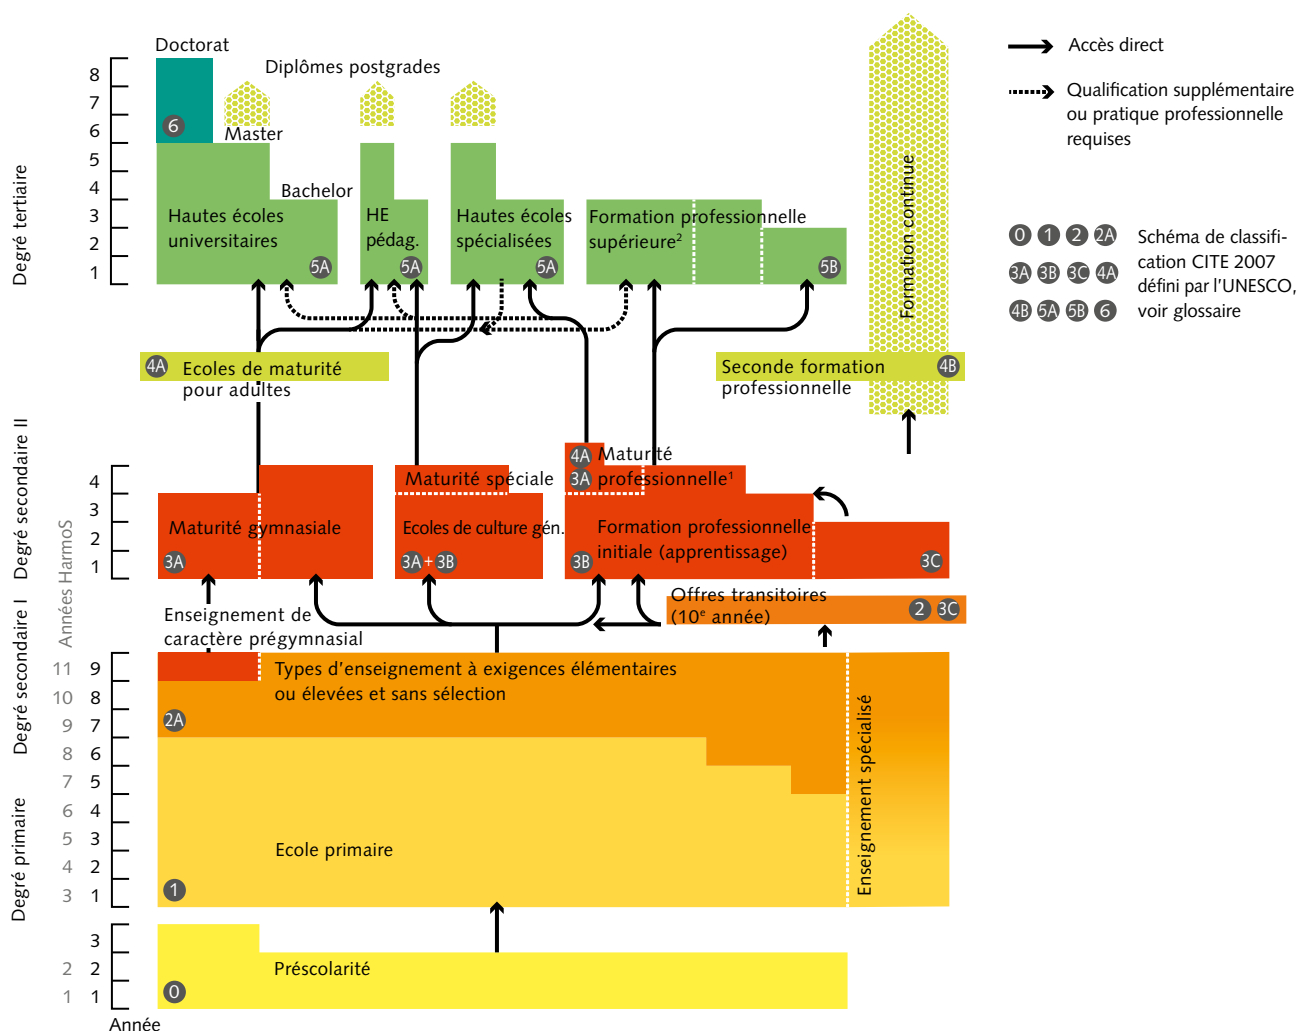 Doctorat
Diplômes postgrades
Master
Bachelor
8
7
6
5
4
3
2
1
Degré tertiaire
6
Hautes écoles
universitaires
5A
HE
pédag.
5A
Hautes écoles
spécialisées
5A
Formation professionnelle
supérieure²
5B
Formation continue
Accès direct
Qualification supplémentaire
ou pratique professionnelle
requises
0 1 2 2A
3A 3B 3C 4A
4B 5A 5B 6
Schéma de classifi-
cation CITE 2007
défini par l'UNESCO,
voir glossaire
4A Ecoles de maturité
pour adultes
Seconde formation 4B
professionnelle
Degré secondaire II
4
3
2
1
Maturité gymnasiale
3A
Maturité spéciale
Ecoles de culture gén.
3A + 3B
4A Maturité
3A professionnelle¹
Formation professionnelle
initiale (apprentissage)
3B
3C
Offres transitoires
(10e année)
2 3C
Enseignement de
caractère prégymnasial
Années HarmoS
Degré secondaire I
11 9
10 8
9 7
Types d'enseignement à exigences élémentaires
ou élevées et sans sélection
2A
Enseignement spécialisé
Degré primaire
8 6
7 5
6 4
5 3
4 2
3 1
Ecole primaire
1
3
2 2
1 1
Préscolarité
0
Année